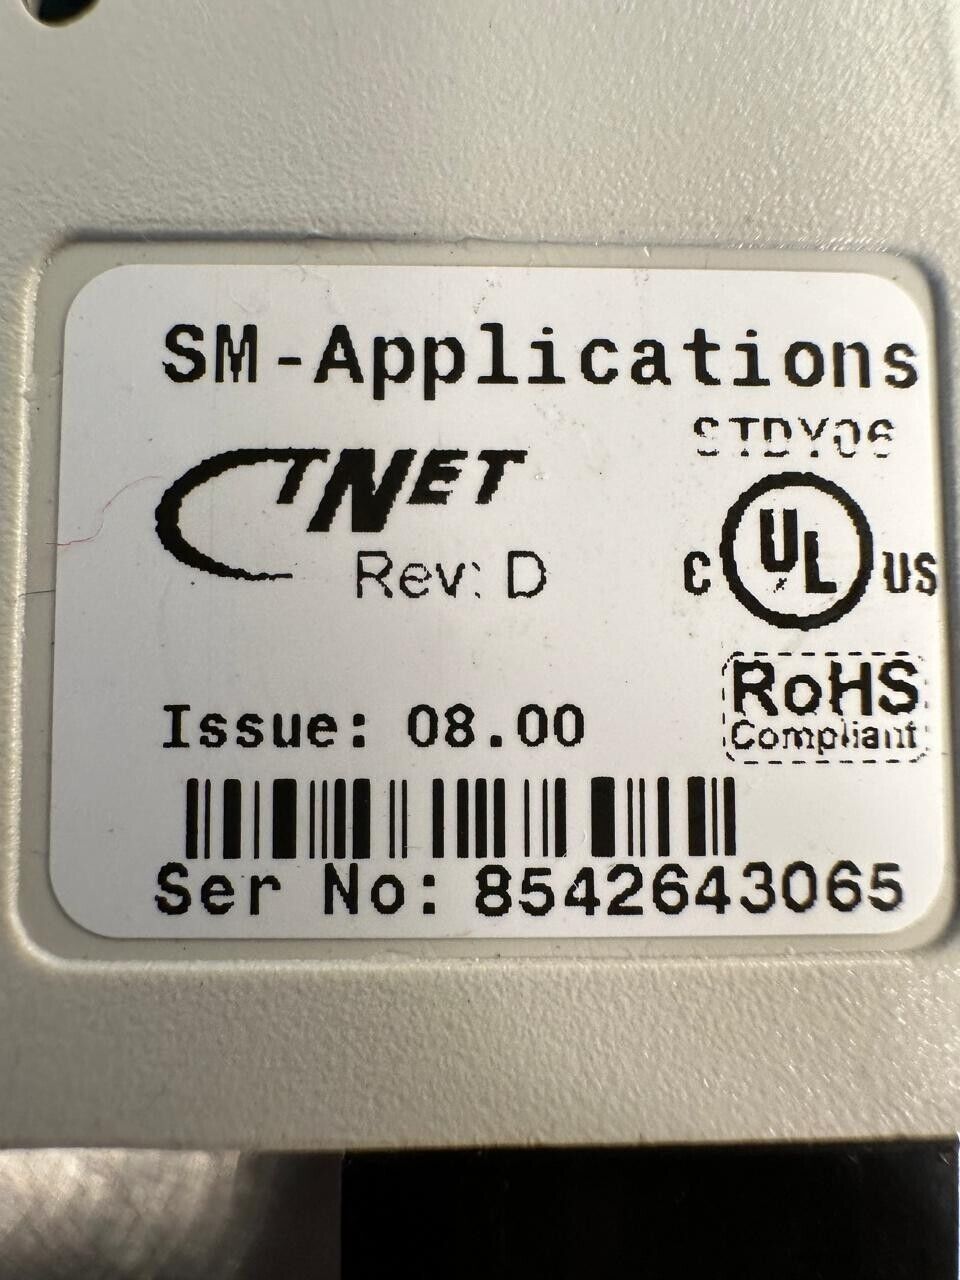 SM-Applications
STDY06
CTNET
Rev: D
C UL US
RoHS
Compliant
Issue: 08.00
Ser No: 8542643065